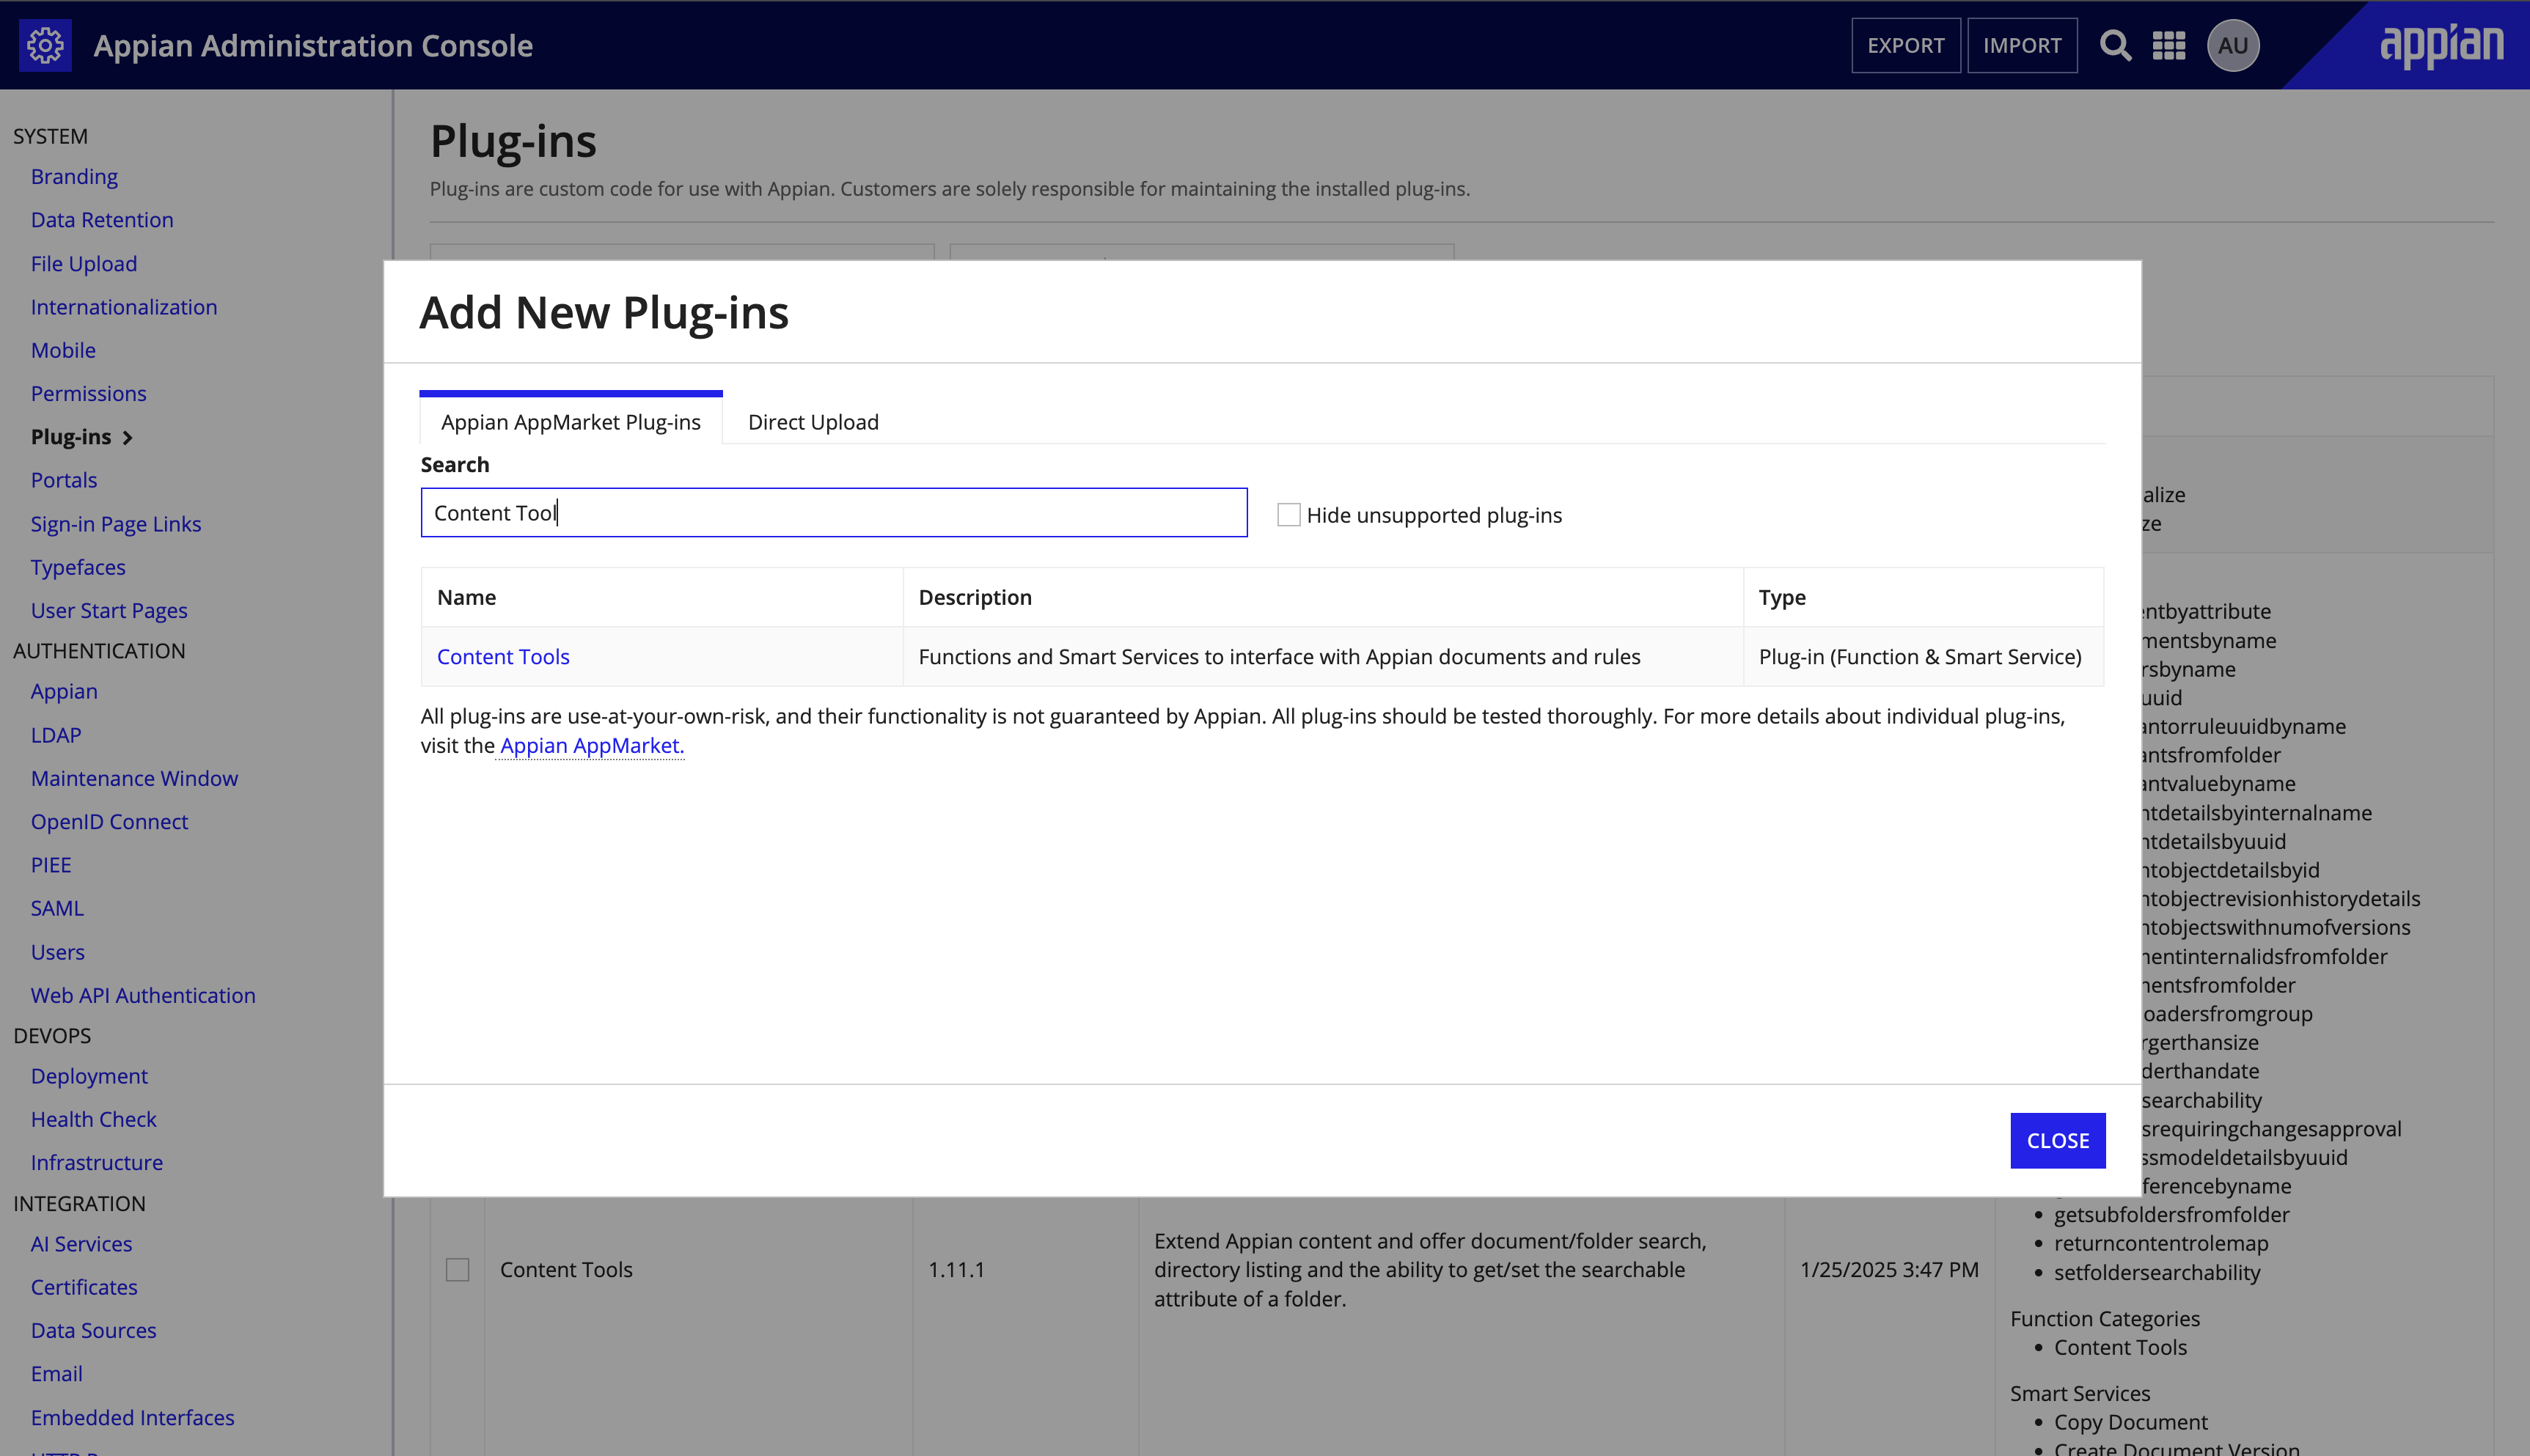 Appian Administration Console
EXPORT
IMPORT
AU
appian
SYSTEM
Branding
Data Retention
File Upload
Internationalization
Mobile
Permissions
Plug-ins
Portals
Sign-in Page Links
Typefaces
User Start Pages
AUTHENTICATION
Appian
LDAP
Maintenance Window
OpenID Connect
PIEE
SAML
Users
Web API Authentication
DEVOPS
Deployment
Health Check
Infrastructure
INTEGRATION
AI Services
Certificates
Data Sources
Email
Embedded Interfaces
Plug-ins
Plug-ins are custom code for use with Appian. Customers are solely responsible for maintaining the installed plug-ins.
Add New Plug-ins
Appian AppMarket Plug-ins
Direct Upload
Search
Content Tool
Hide unsupported plug-ins
Name Description Type
Content Tools Functions and Smart Services to interface with Appian documents and rules Plug-in (Function & Smart Service)
All plug-ins are use-at-your-own-risk, and their functionality is not guaranteed by Appian. All plug-ins should be tested thoroughly. For more details about individual plug-ins,
visit the Appian AppMarket.
CLOSE
Content Tools
1.11.1
Extend Appian content and offer document/folder search,
directory listing and the ability to get/set the searchable
attribute of a folder.
1/25/2025 3:47 PM
alize
ze
entbyattribute
mentsbyname
rsbyname
uuid
antorruleuuidbyname
antsfromfolder
antvaluebyname
ntdetailsbyinternalname
ntdetailsbyuuid
ntobjectdetailsbyid
ntobjectrevisionhistorydetails
ntobjectswithnumofversions
mentinternalidsfromfolder
mentsfromfolder
oadersfromgroup
rgerthansize
derthandate
searchability
srequiringchangesapproval
ssmodeldetailsbyuuid
ferencebyname
getsubfoldersfromfolder
returncontentrolemap
setfoldersearchability
Function Categories
Content Tools
Smart Services
Copy Document
Create Document Version